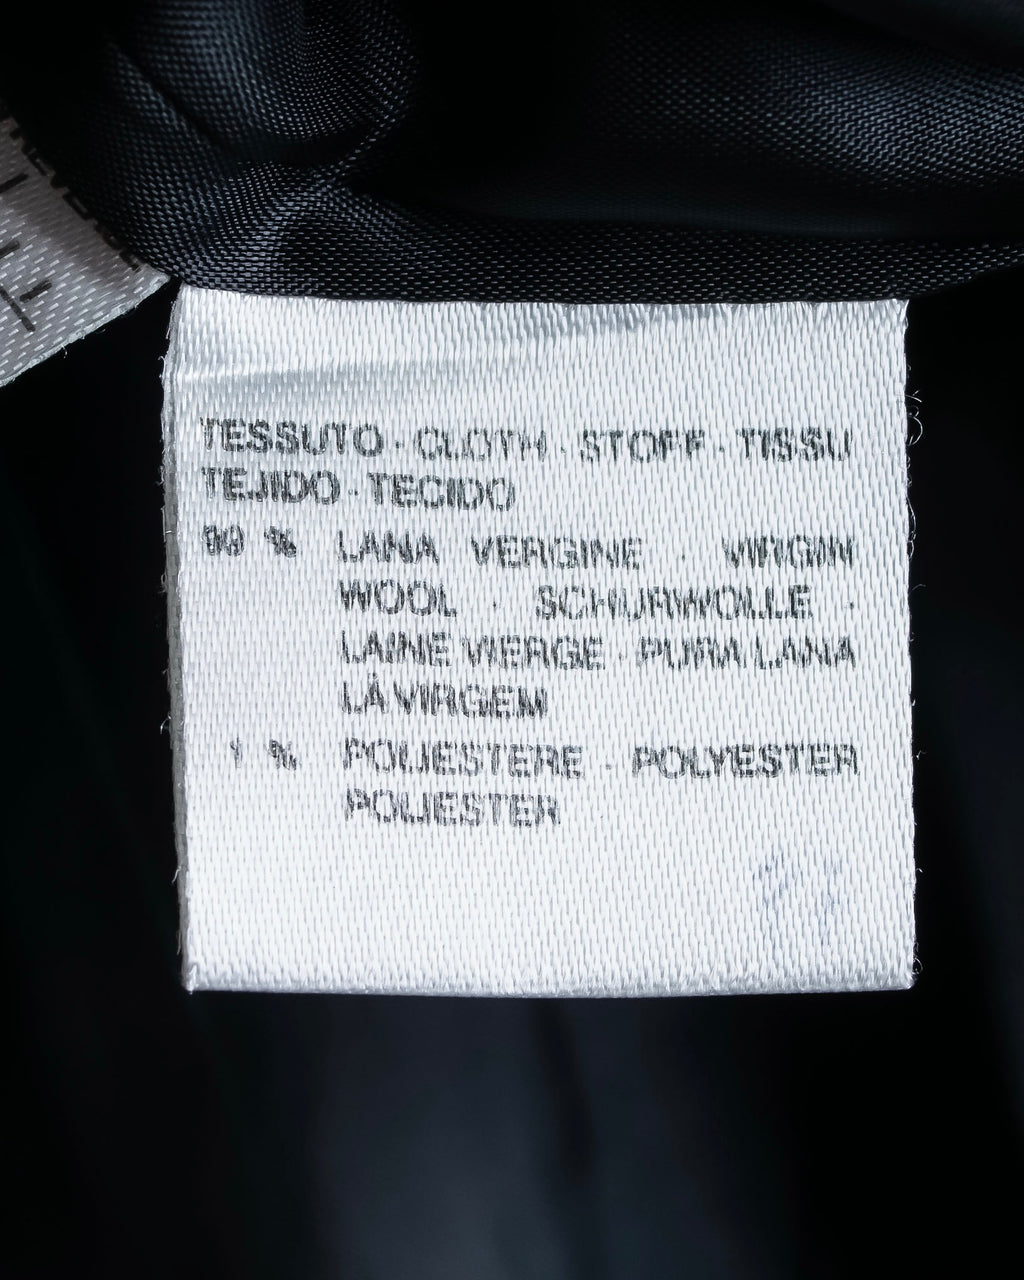 TESSUTO · CLOTH · STOFF · TISSU
TEJIDO · TECIDO
99 % LANA VERGINE · VIRGIN
WOOL · SCHURWOLLE ·
LAINE VIERGE · PURA LANA
LÀ VIRGEM
1 % POLIESTERE · POLYESTER
POLIESTER